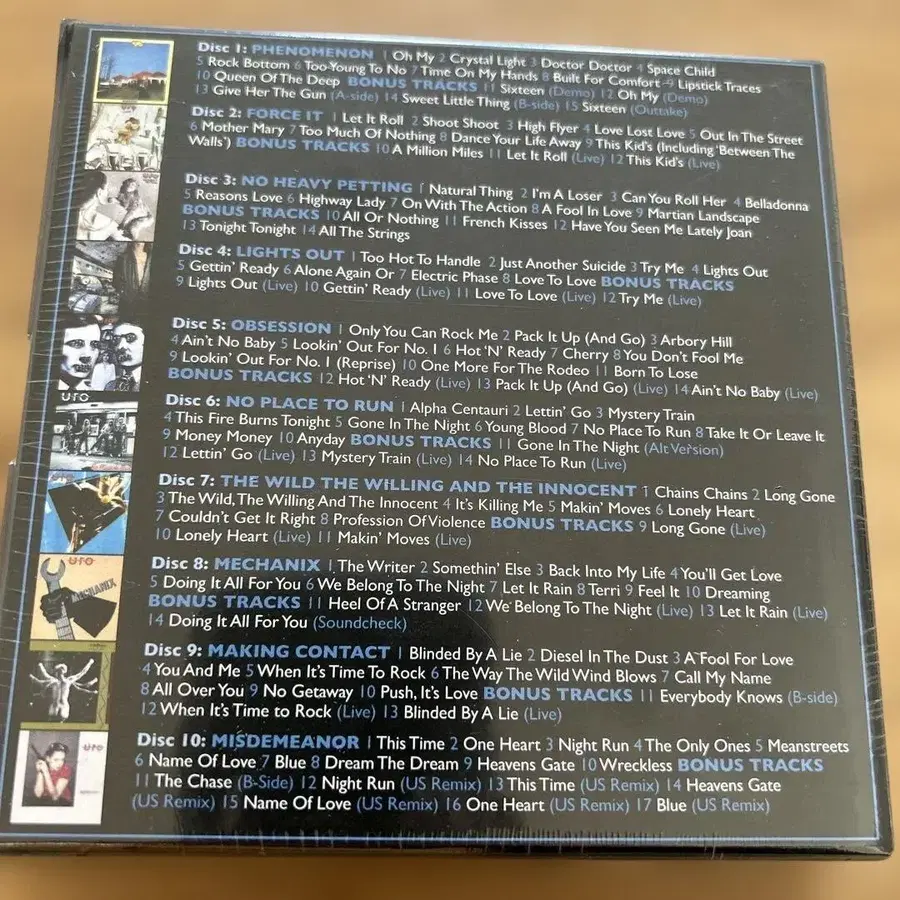 Disc 1: PHENOMENON 1 Oh My 2 Crystal Light 3 Doctor Doctor 4 Space Child
5 Rock Bottom 6 Too Young To No 7 Time On My Hands 8 Built For Comfort 9 Lipstick Traces
10 Queen Of The Deep BONUS TRACKS 11 Sixteen (Demo) 12 Oh My (Demo)
13 Give Her The Gun (A-side) 14 Sweet Little Thing (B-side) 15 Sixteen (Outtake)
Disc 2: FORCE IT 1 Let It Roll 2 Shoot Shoot 3 High Flyer 4 Love Lost Love 5 Out In The Street
6 Mother Mary 7 Too Much Of Nothing 8 Dance Your Life Away 9 This Kid's (Including 'Between The
Walls') BONUS TRACKS 10 A Million Miles 11 Let It Roll (Live) 12 This Kid's (Live)
Disc 3: NO HEAVY PETTING 1 Natural Thing 2 I'm A Loser 3 Can You Roll Her 4 Belladonna
5 Reasons Love 6 Highway Lady 7 On With The Action 8 A Fool In Love 9 Martian Landscape
BONUS TRACKS 10 All Or Nothing 11 French Kisses 12 Have You Seen Me Lately Joan
13 Tonight Tonight 14 All The Strings
Disc 4: LIGHTS OUT 1 Too Hot To Handle 2 Just Another Suicide 3 Try Me 4 Lights Out
5 Gettin' Ready 6 Alone Again Or 7 Electric Phase 8 Love To Love BONUS TRACKS
9 Lights Out (Live) 10 Gettin' Ready (Live) 11 Love To Love (Live) 12 Try Me (Live)
Disc 5: OBSESSION 1 Only You Can Rock Me 2 Pack It Up (And Go) 3 Arbory Hill
4 Ain't No Baby 5 Lookin' Out For No. 1 6 Hot 'N' Ready 7 Cherry 8 You Don't Fool Me
9 Lookin' Out For No. 1 (Reprise) 10 One More For The Rodeo 11 Born To Lose
BONUS TRACKS 12 Hot 'N' Ready (Live) 13 Pack It Up (And Go) (Live) 14 Ain't No Baby (Live)
UFO
Disc 6: NO PLACE TO RUN 1 Alpha Centauri 2 Lettin' Go 3 Mystery Train
4 This Fire Burns Tonight 5 Gone In The Night 6 Young Blood 7 No Place To Run 8 Take It Or Leave It
9 Money Money 10 Anyday BONUS TRACKS 11 Gone In The Night (Alt Version)
12 Lettin' Go (Live) 13 Mystery Train (Live) 14 No Place To Run (Live)
Disc 7: THE WILD THE WILLING AND THE INNOCENT 1 Chains Chains 2 Long Gone
3 The Wild, The Willing And The Innocent 4 It's Killing Me 5 Makin' Moves 6 Lonely Heart
7 Couldn't Get It Right 8 Profession Of Violence BONUS TRACKS 9 Long Gone (Live)
10 Lonely Heart (Live) 11 Makin' Moves (Live)
UFO
MECHANIX
Disc 8: MECHANIX 1 The Writer 2 Somethin' Else 3 Back Into My Life 4 You'll Get Love
5 Doing It All For You 6 We Belong To The Night 7 Let It Rain 8 Terri 9 Feel It 10 Dreaming
BONUS TRACKS 11 Heel Of A Stranger 12 We Belong To The Night (Live) 13 Let It Rain (Live)
14 Doing It All For You (Soundcheck)
Disc 9: MAKING CONTACT 1 Blinded By A Lie 2 Diesel In The Dust 3 A Fool For Love
4 You And Me 5 When It's Time To Rock 6 The Way The Wild Wind Blows 7 Call My Name
8 All Over You 9 No Getaway 10 Push, It's Love BONUS TRACKS 11 Everybody Knows (B-side)
12 When It's Time to Rock (Live) 13 Blinded By A Lie (Live)
UFO
Disc 10: MISDEMEANOR 1 This Time 2 One Heart 3 Night Run 4 The Only Ones 5 Meanstreets
6 Name Of Love 7 Blue 8 Dream The Dream 9 Heavens Gate 10 Wreckless BONUS TRACKS
11 The Chase (B-Side) 12 Night Run (US Remix) 13 This Time (US Remix) 14 Heavens Gate
(US Remix) 15 Name Of Love (US Remix) 16 One Heart (US Remix) 17 Blue (US Remix)